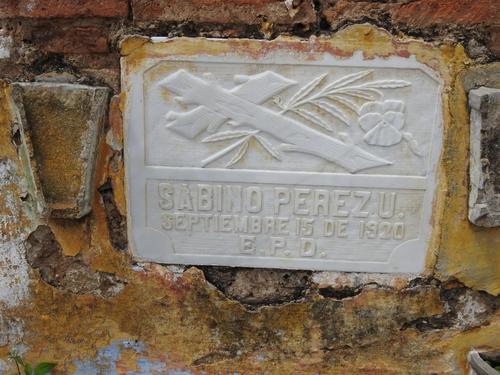 SABINO PEREZ.U.
SEPTIEMBRE 15 DE 1920
E.P.D.